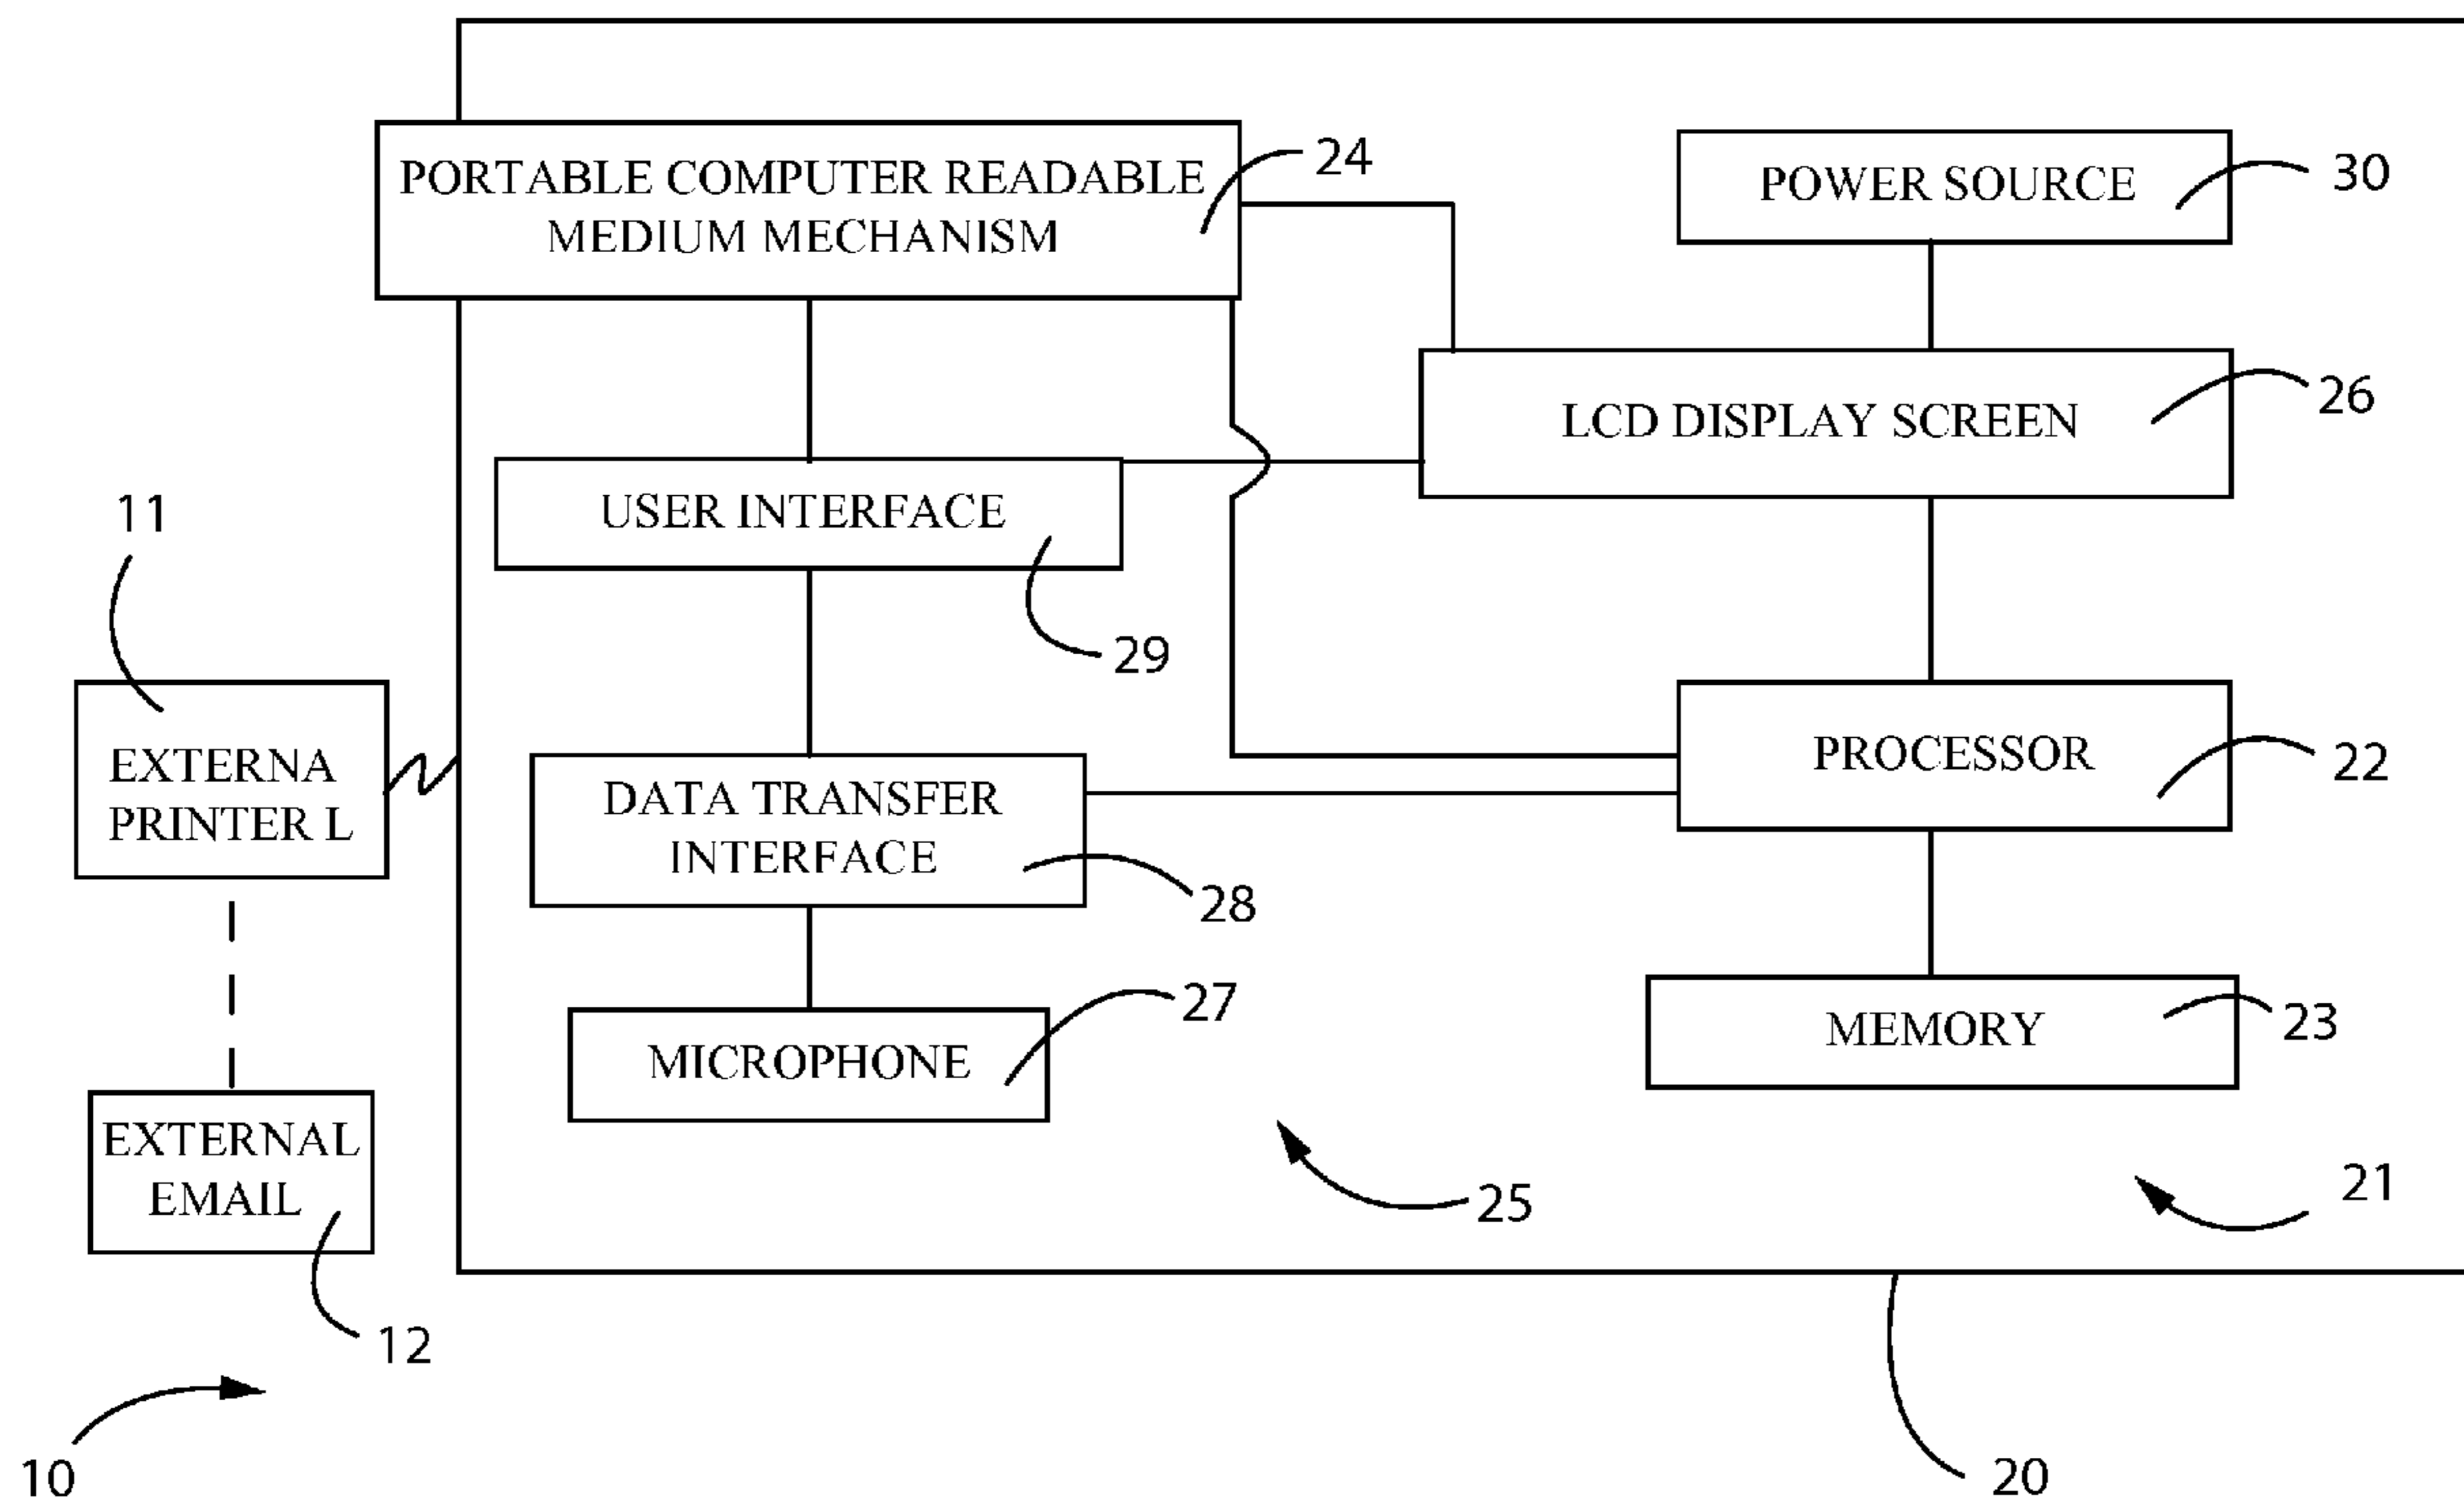 PORTABLE COMPUTER READABLE
MEDIUM MECHANISM
24
POWER SOURCE
30
LCD DISPLAY SCREEN
26
USER INTERFACE
29
11
EXTERNA
PRINTER L
DATA TRANSFER
INTERFACE
28
PROCESSOR
22
MICROPHONE
27
MEMORY
23
EXTERNAL
EMAIL
12
25
21
10
20